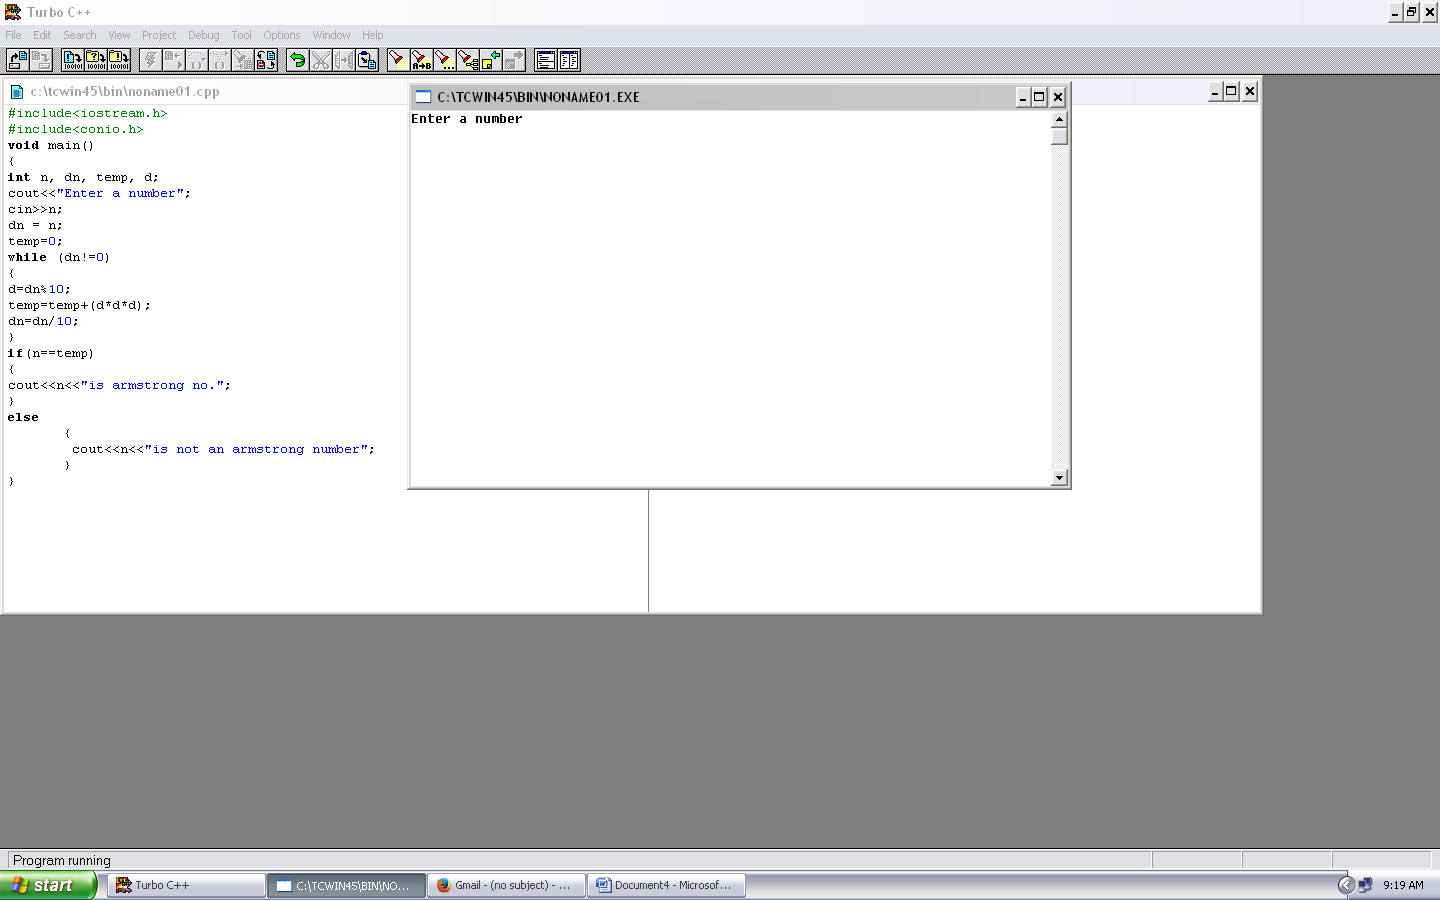 Turbo C++
File Edit Search View Project Debug Tool Options Window Help
c:\tcwin45\bin\noname01.cpp
#include<iostream.h>
#include<conio.h>
void main()
{
int n, dn, temp, d;
cout<<"Enter a number";
cin>>n;
dn = n;
temp=0;
while (dn!=0)
{
d=dn%10;
temp=temp+(d*d*d);
dn=dn/10;
}
if(n==temp)
{
cout<<n<<"is armstrong no.";
}
else
{
cout<<n<<"is not an armstrong number";
}
}
C:\TCWIN45\BIN\NONAME01.EXE
Enter a number
Program running
start
Turbo C++
C:\TCWIN45\BIN\NO...
Gmail - (no subject) - ...
Document4 - Microsof...
9:19 AM